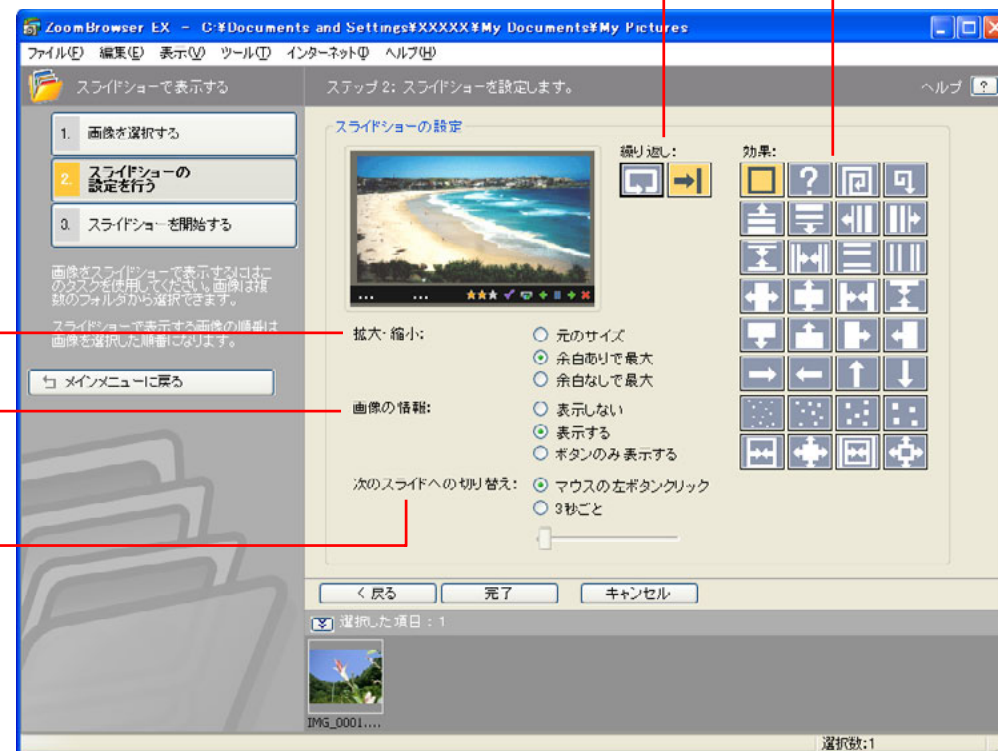 ZoomBrowser EX - C:¥Documents and Settings¥XXXXX¥My Documents¥My Pictures
ファイル(F) 編集(E) 表示(V) ツール(T) インターネット(I) ヘルプ(H)
スライドショーで表示する
ステップ 2: スライドショーを設定します。
ヘルプ ?
1. 画像を選択する
2. スライドショーの
設定を行う
3. スライドショーを開始する
画像をスライドショーで表示するにはこ
のタスクを使用してください。画像は複
数のフォルダから選択できます。
スライドショーで表示する画像の順番は
画像を選択した順番になります。
メインメニューに戻る
スライドショーの設定
繰り返し:
効果:
?
... ...
拡大・縮小:
元のサイズ
余白ありで最大
余白なしで最大
画像の情報:
表示しない
表示する
ボタンのみ表示する
次のスライドへの切り替え:
マウスの左ボタンクリック
3秒ごと
< 戻る
完了
キャンセル
選択した項目 : 1
IMG_0001....
選択数:1